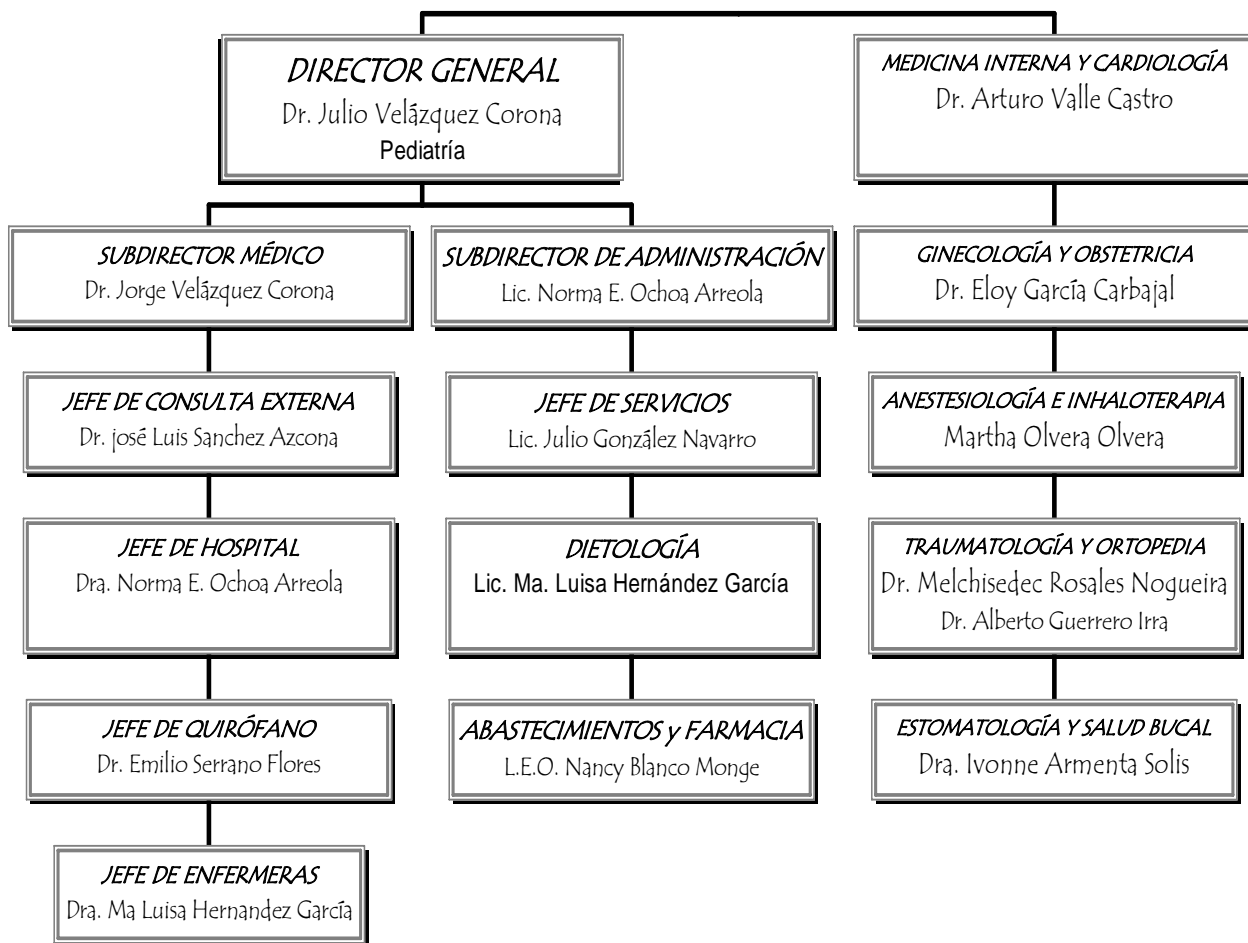 DIRECTOR GENERAL
Dr. Julio Velázquez Corona
Pediatría
MEDICINA INTERNA Y CARDIOLOGÍA
Dr. Arturo Valle Castro
SUBDIRECTOR MÉDICO
Dr. Jorge Velázquez Corona
SUBDIRECTOR DE ADMINISTRACIÓN
Lic. Norma E. Ochoa Arreola
GINECOLOGÍA Y OBSTETRICIA
Dr. Eloy García Carbajal
JEFE DE CONSULTA EXTERNA
Dr. josé Luis Sanchez Azcona
JEFE DE SERVICIOS
Lic. Julio González Navarro
ANESTESIOLOGÍA E INHALOTERAPIA
Martha Olvera Olvera
JEFE DE HOSPITAL
Dra. Norma E. Ochoa Arreola
DIETOLOGÍA
Lic. Ma. Luisa Hernández García
TRAUMATOLOGÍA Y ORTOPEDIA
Dr. Melchisedec Rosales Nogueira
Dr. Alberto Guerrero Irra
JEFE DE QUIRÓFANO
Dr. Emilio Serrano Flores
ABASTECIMIENTOS y FARMACIA
L.E.O. Nancy Blanco Monge
ESTOMATOLOGÍA Y SALUD BUCAL
Dra. Ivonne Armenta Solis
JEFE DE ENFERMERAS
Dra. Ma Luisa Hernandez García